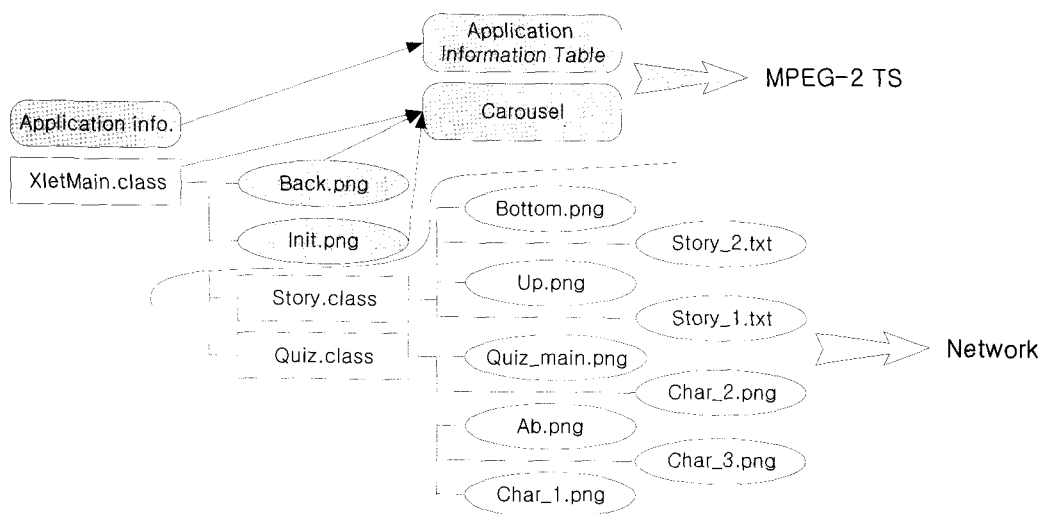 Application
Information Table
MPEG-2 TS
Carousel
Application info.
XletMain.class
Back.png
Bottom.png
Init.png
Story_2.txt
Up.png
Story.class
Story_1.txt
Quiz.class
Quiz_main.png
Network
Char_2.png
Ab.png
Char_3.png
Char_1.png